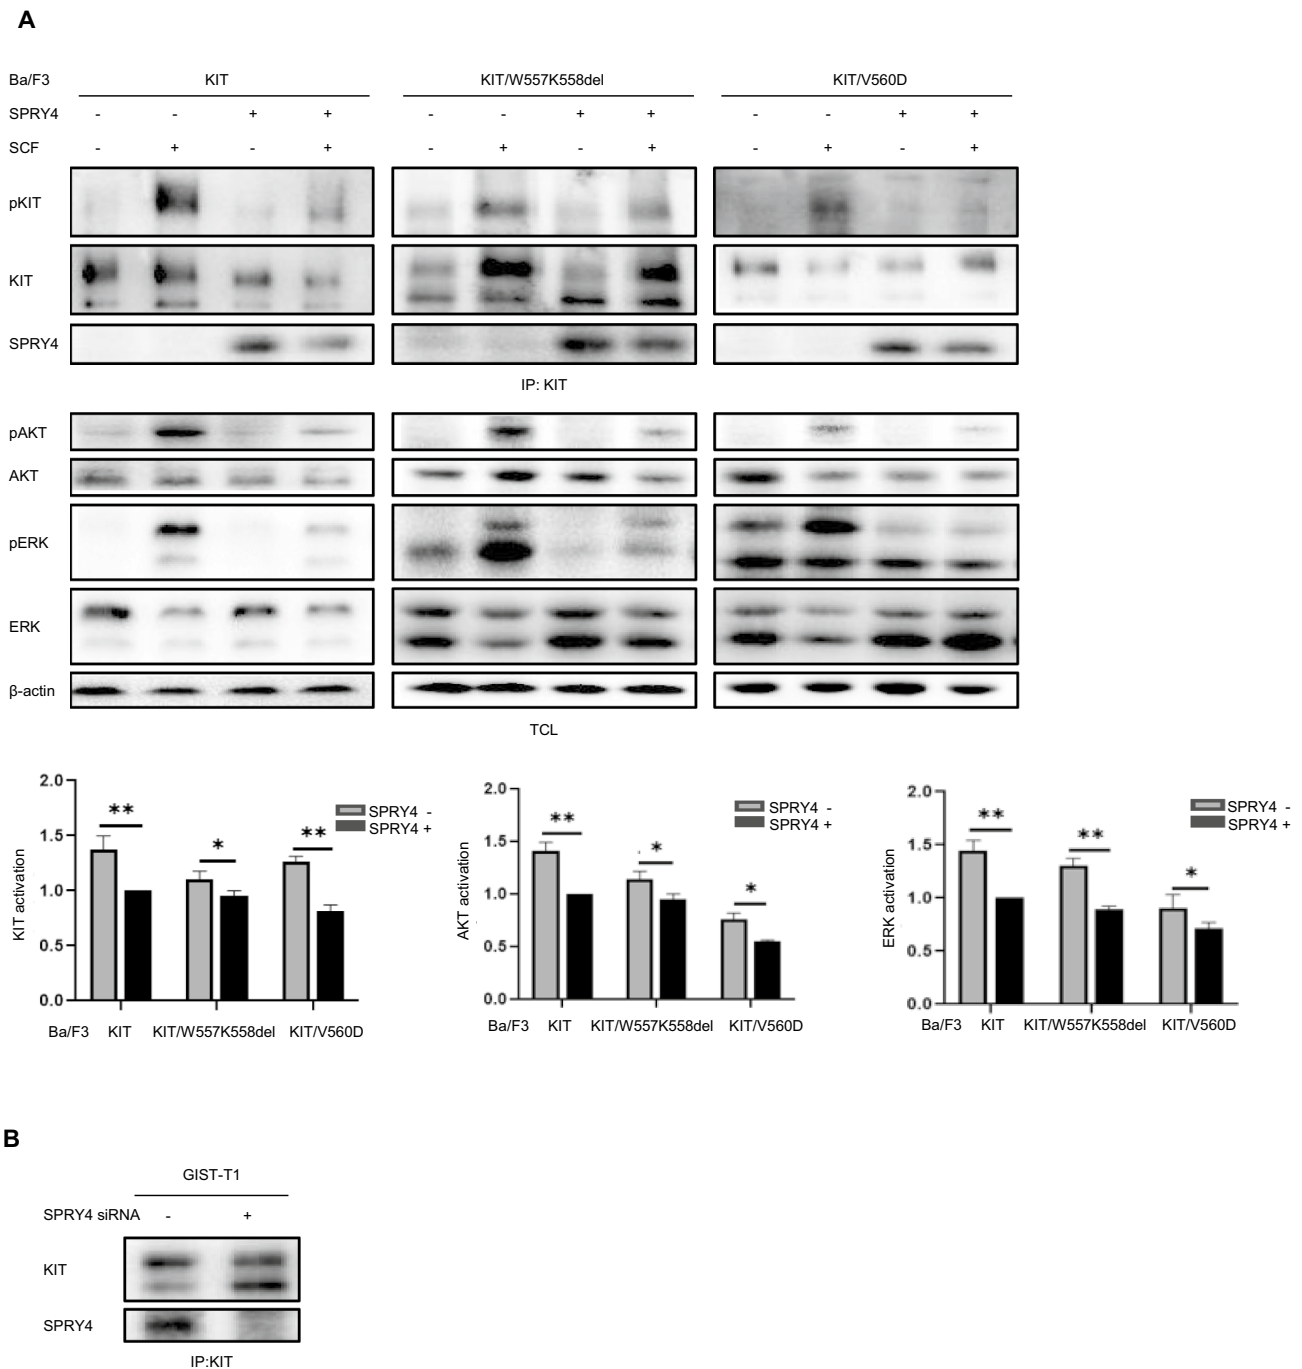 A
Ba/F3 KIT KIT/W557K558del KIT/V560D
SPRY4 - - + + - - + + - - + +
SCF - + - + - + - + - + - +
pKIT
KIT
SPRY4
IP: KIT
pAKT
AKT
pERK
ERK
β-actin
TCL
2.0 1.5 1.0 0.5 0.0
KIT activation
** * **
SPRY4 -
SPRY4 +
Ba/F3 KIT KIT/W557K558del KIT/V560D
2.0 1.5 1.0 0.5 0.0
AKT activation
** * *
SPRY4 -
SPRY4 +
Ba/F3 KIT KIT/W557K558del KIT/V560D
2.0 1.5 1.0 0.5 0.0
ERK activation
** ** *
SPRY4 -
SPRY4 +
Ba/F3 KIT KIT/W557K558del KIT/V560D
B
GIST-T1
SPRY4 siRNA - +
KIT
SPRY4
IP:KIT